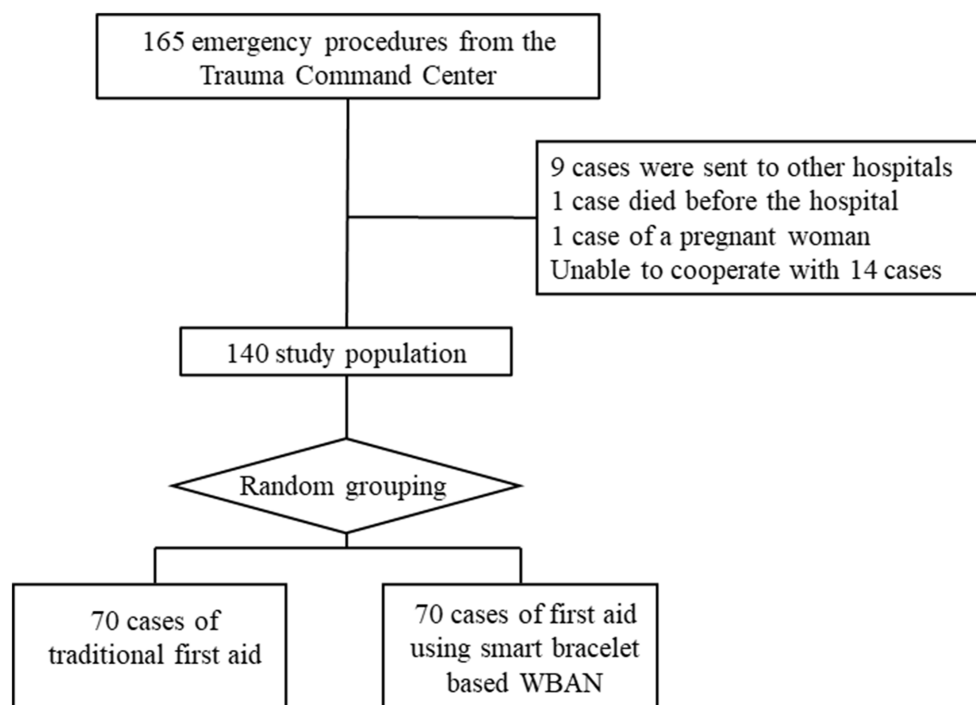 165 emergency procedures from the
Trauma Command Center
9 cases were sent to other hospitals
1 case died before the hospital
1 case of a pregnant woman
Unable to cooperate with 14 cases
140 study population
Random grouping
70 cases of
traditional first aid
70 cases of first aid
using smart bracelet
based WBAN